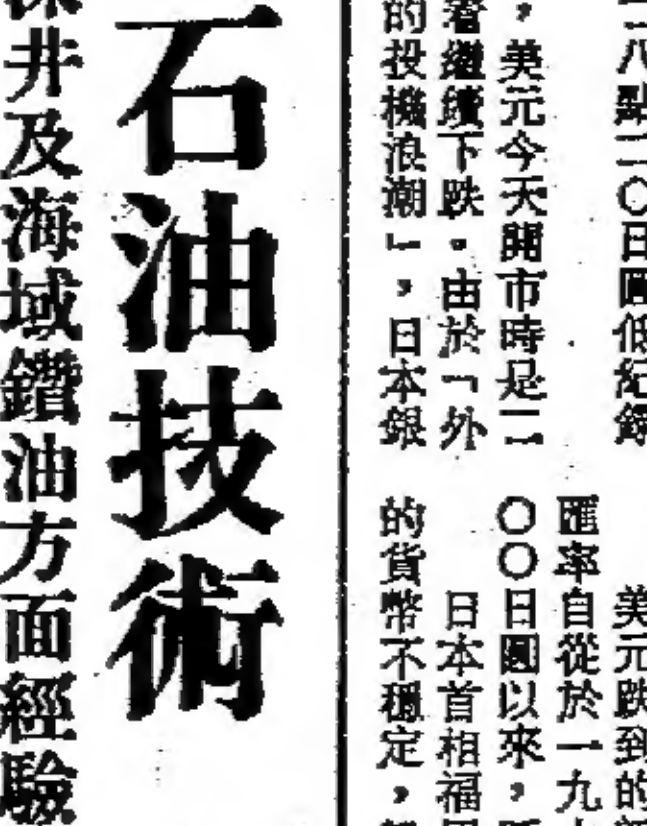 八點二〇日圓低紀錄
，美元今天開市時是二
着繼續下跌。由於「外
的投機浪潮」，日本銀
美元跌到的
匯率自從於一九
〇〇日圓以來，
日本首相福
的貨幣不穩定，
石油技術
井及海域鑽油方面經驗